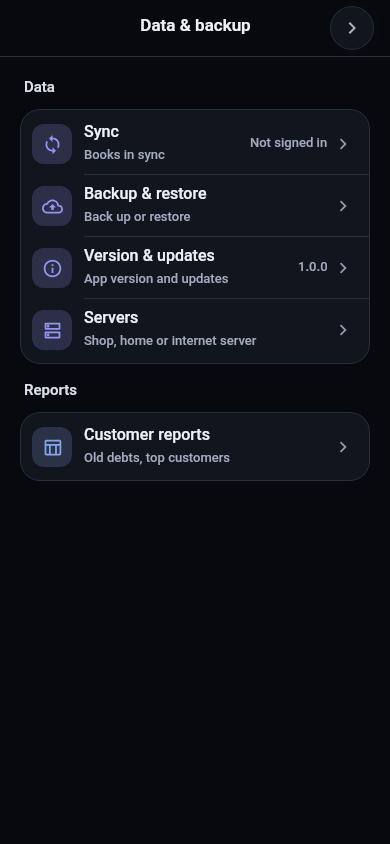 Data & backup
Data
Sync
Not signed in
Books in sync
Backup & restore
Back up or restore
Version & updates
1.0.0
App version and updates
Servers
Shop, home or internet server
Reports
Customer reports
Old debts, top customers